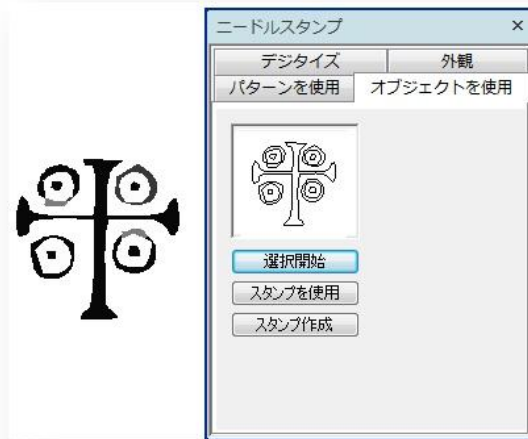 ニードルスタンプ
デジタイズ 外観
パターンを使用 オブジェクトを使用
選択開始
スタンプを使用
スタンプ作成